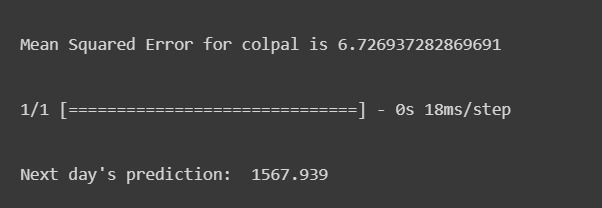 Mean Squared Error for colpal is 6.726937282869691
1/1 [==============================] - 0s 18ms/step
Next day's prediction:  1567.939